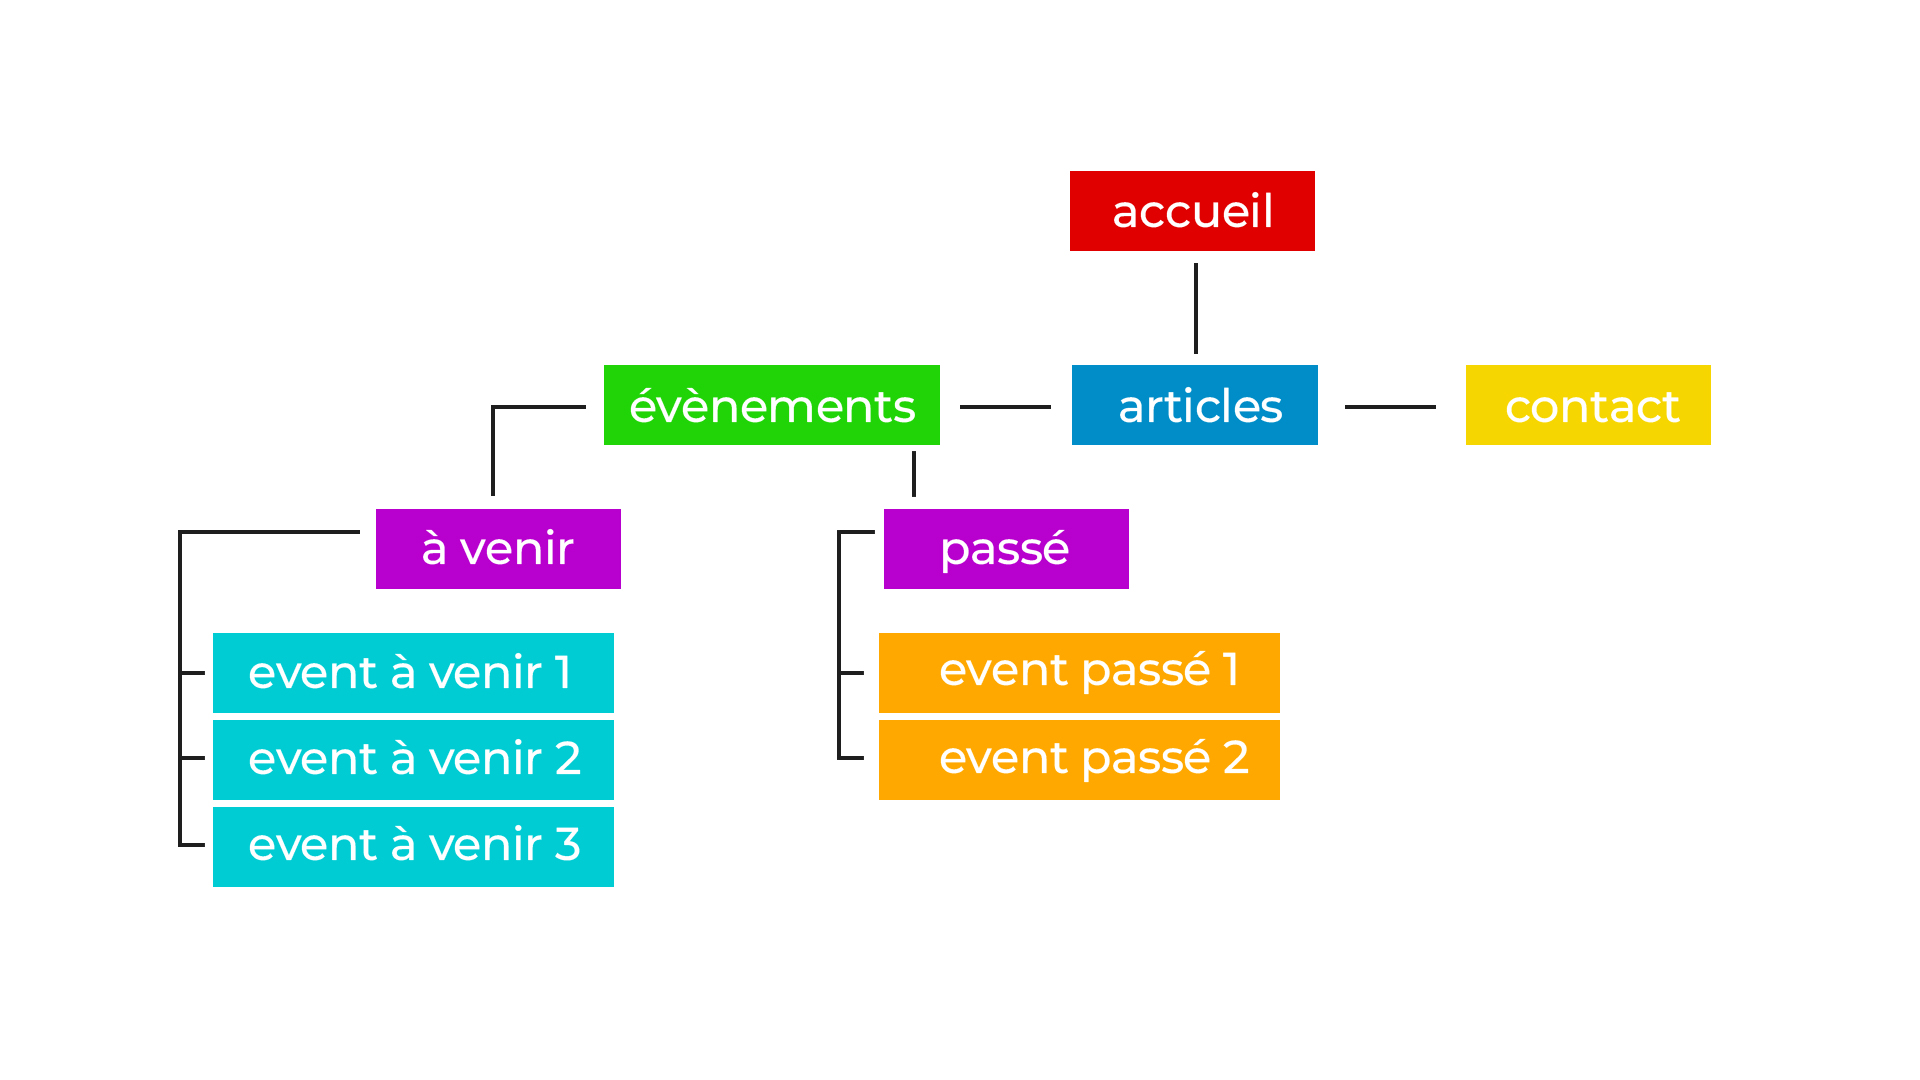 accueil
évènements
articles
contact
à venir
passé
event à venir 1
event à venir 2
event à venir 3
event passé 1
event passé 2